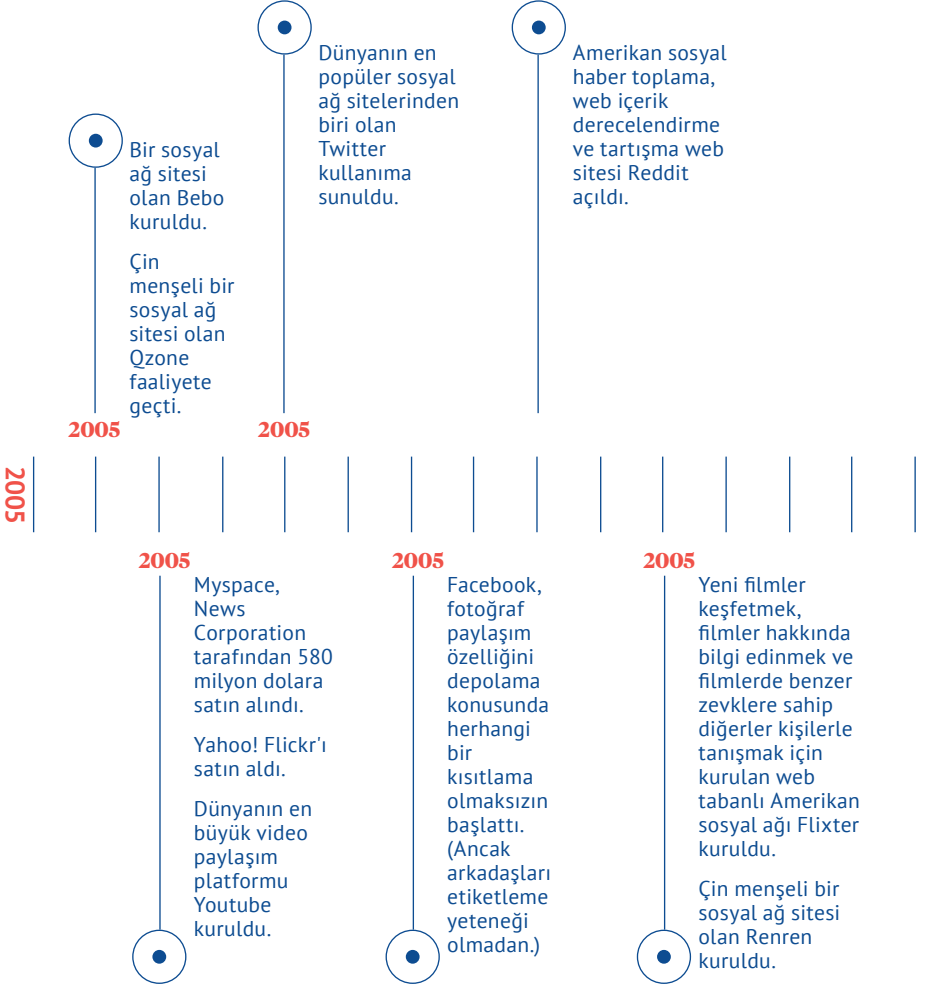 Bir sosyal
ağ sitesi
olan Bebo
kuruldu.
Çin
menşeli bir
sosyal ağ
sitesi olan
Qzone
faaliyete
geçti.
2005
Dünyanın en
popüler sosyal
ağ sitelerinden
biri olan
Twitter
kullanıma
sunuldu.
2005
Amerikan sosyal
haber toplama,
web içerik
derecelendirme
ve tartışma web
sitesi Reddit
açıldı.
2005
2005
Myspace,
News
Corporation
tarafından 580
milyon dolara
satın alındı.
Yahoo! Flickr'ı
satın aldı.
Dünyanın en
büyük video
paylaşım
platformu
Youtube
kuruldu.
2005
Facebook,
fotoğraf
paylaşım
özelliğini
depolama
konusunda
herhangi
bir
kısıtlama
olmaksızın
başlattı.
(Ancak
arkadaşları
etiketleme
yeteneği
olmadan.)
2005
Yeni filmler
keşfetmek,
filmler hakkında
bilgi edinmek ve
filmlerde benzer
zevklere sahip
diğerler kişilerle
tanışmak için
kurulan web
tabanlı Amerikan
sosyal ağı Flixter
kuruldu.
Çin menşeli bir
sosyal ağ sitesi
olan Renren
kuruldu.